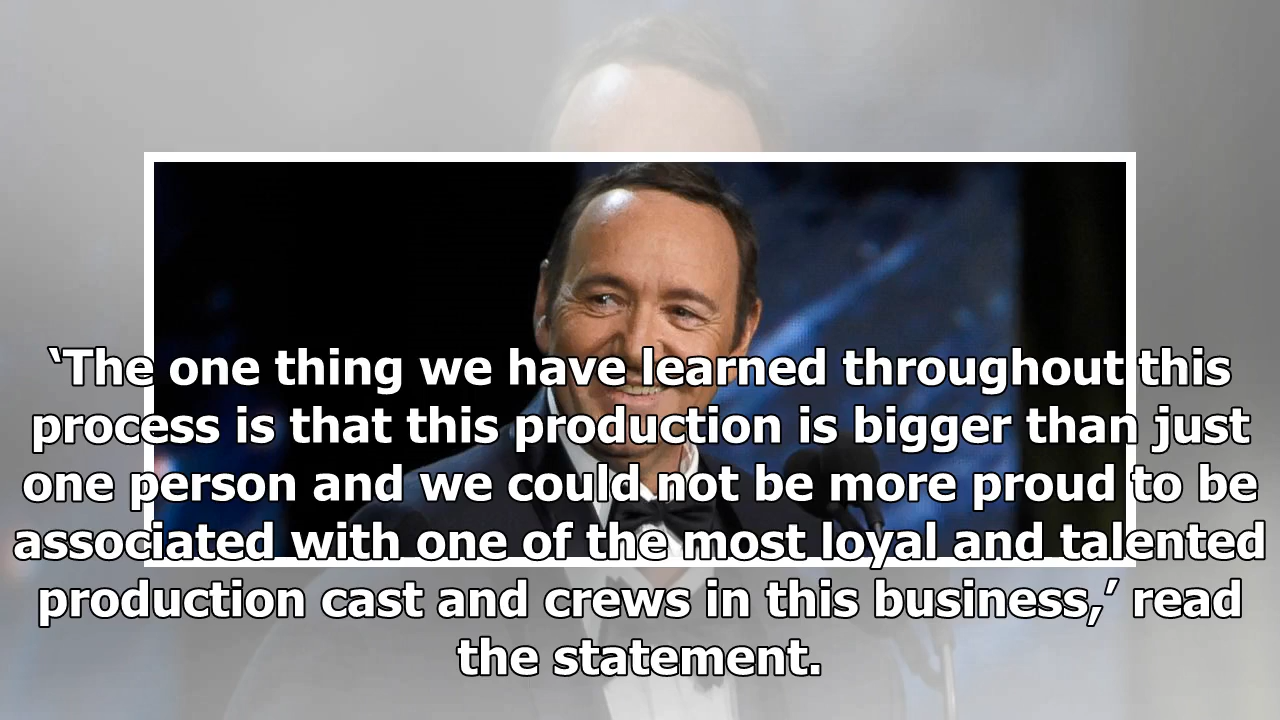 ‘The one thing we have learned throughout this
process is that this production is bigger than just
one person and we could not be more proud to be
associated with one of the most loyal and talented
production cast and crews in this business,’ read
the statement.